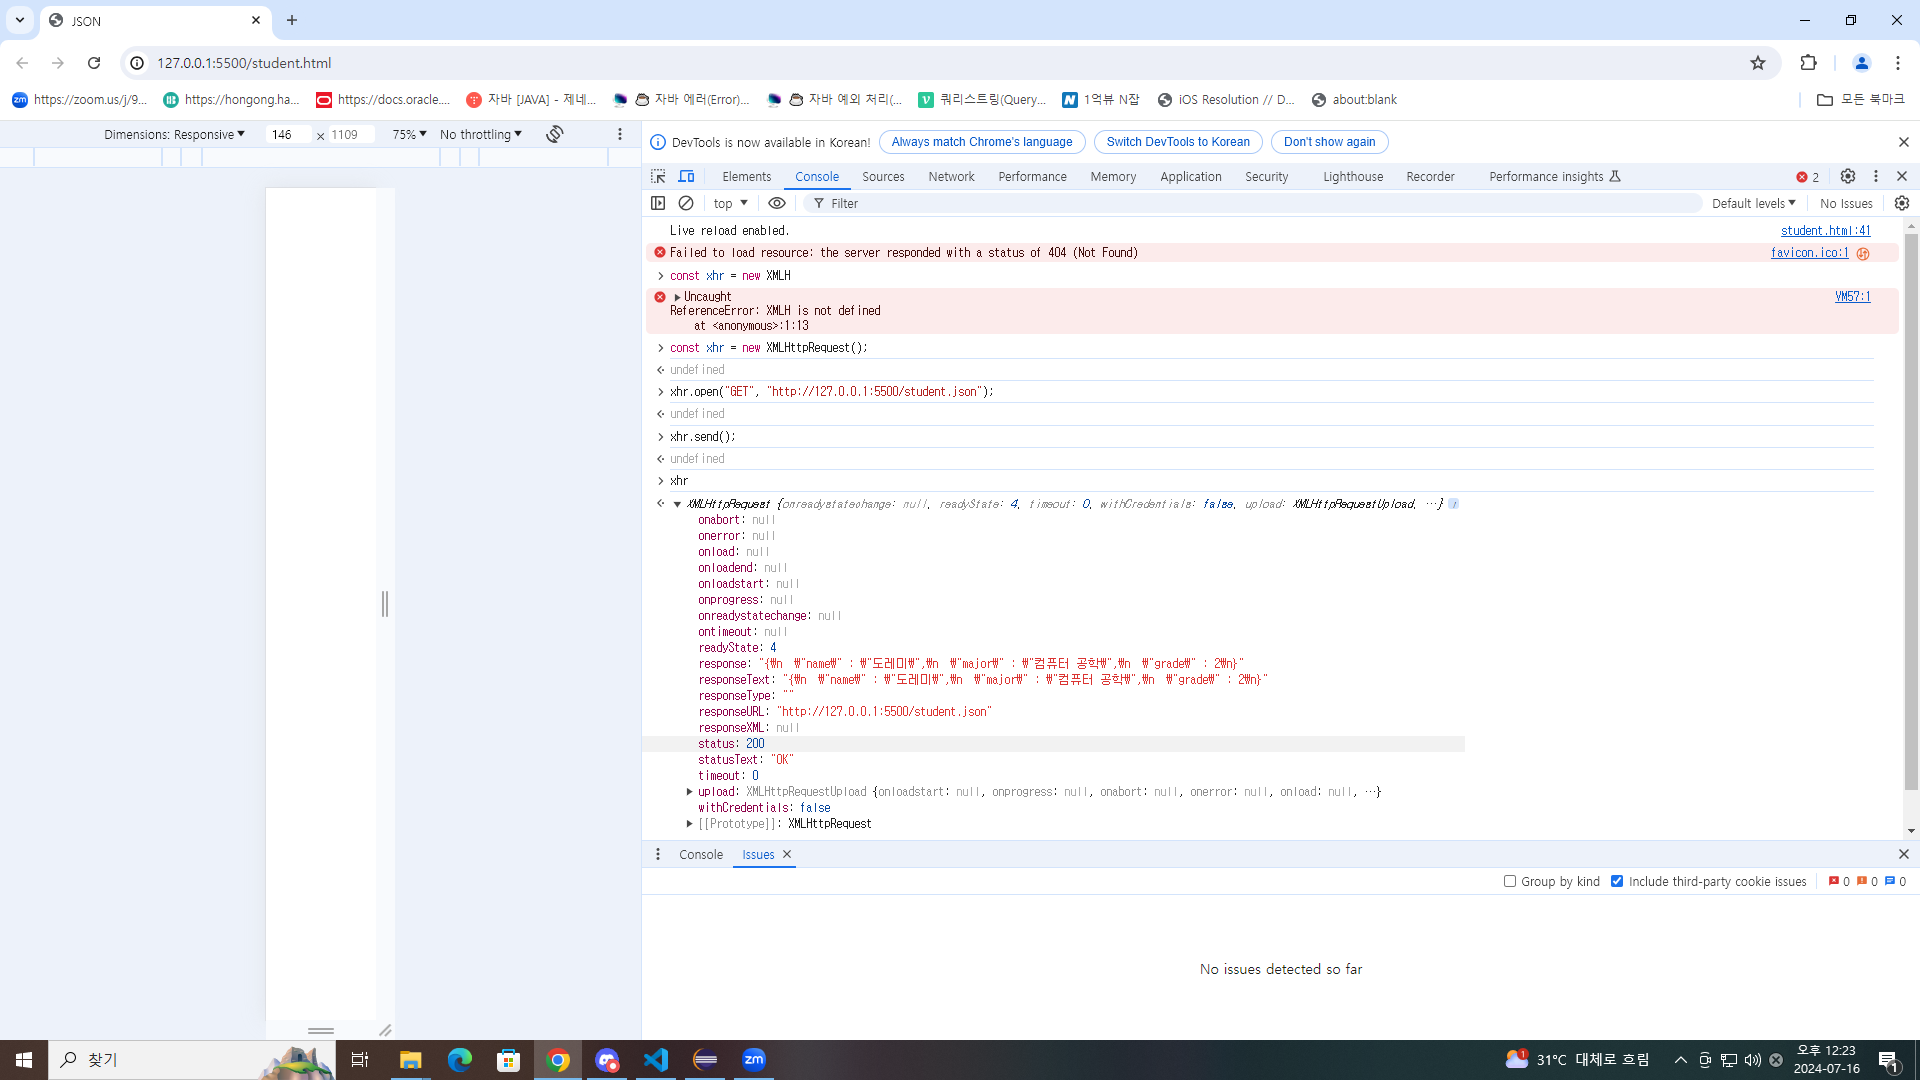 JSON
127.0.0.1:5500/student.html
https://zoom.us/j/9... https://hongong.ha... https://docs.oracle.... 자바 [JAVA] - 제네... 자바 에러(Error)... 자바 예외 처리(... 쿼리스트링(Query... 1억뷰 N잡 iOS Resolution // D... about:blank 모든 북마크
Dimensions: Responsive 146 × 1109 75% No throttling
DevTools is now available in Korean! Always match Chrome's language Switch DevTools to Korean Don't show again
Elements Console Sources Network Performance Memory Application Security Lighthouse Recorder Performance insights 2
top Filter Default levels No Issues
Live reload enabled. student.html:41
Failed to load resource: the server responded with a status of 404 (Not Found) favicon.ico:1
const xhr = new XMLH
Uncaught VM57:1
ReferenceError: XMLH is not defined
at <anonymous>:1:13
const xhr = new XMLHttpRequest();
undefined
xhr.open("GET", "http://127.0.0.1:5500/student.json");
undefined
xhr.send();
undefined
xhr
XMLHttpRequest {onreadystatechange: null, readyState: 4, timeout: 0, withCredentials: false, upload: XMLHttpRequestUpload, …}
onabort: null
onerror: null
onload: null
onloadend: null
onloadstart: null
onprogress: null
onreadystatechange: null
ontimeout: null
readyState: 4
response: "{₩n  ₩"name₩" : ₩"도레미₩",₩n  ₩"major₩" : ₩"컴퓨터 공학₩",₩n  ₩"grade₩" : 2₩n}"
responseText: "{₩n  ₩"name₩" : ₩"도레미₩",₩n  ₩"major₩" : ₩"컴퓨터 공학₩",₩n  ₩"grade₩" : 2₩n}"
responseType: ""
responseURL: "http://127.0.0.1:5500/student.json"
responseXML: null
status: 200
statusText: "OK"
timeout: 0
upload: XMLHttpRequestUpload {onloadstart: null, onprogress: null, onabort: null, onerror: null, onload: null, …}
withCredentials: false
[[Prototype]]: XMLHttpRequest
Console Issues
Group by kind Include third-party cookie issues 0 0 0
No issues detected so far
찾기 zm 1 31°C 대체로 흐림 오후 12:23 1
2024-07-16